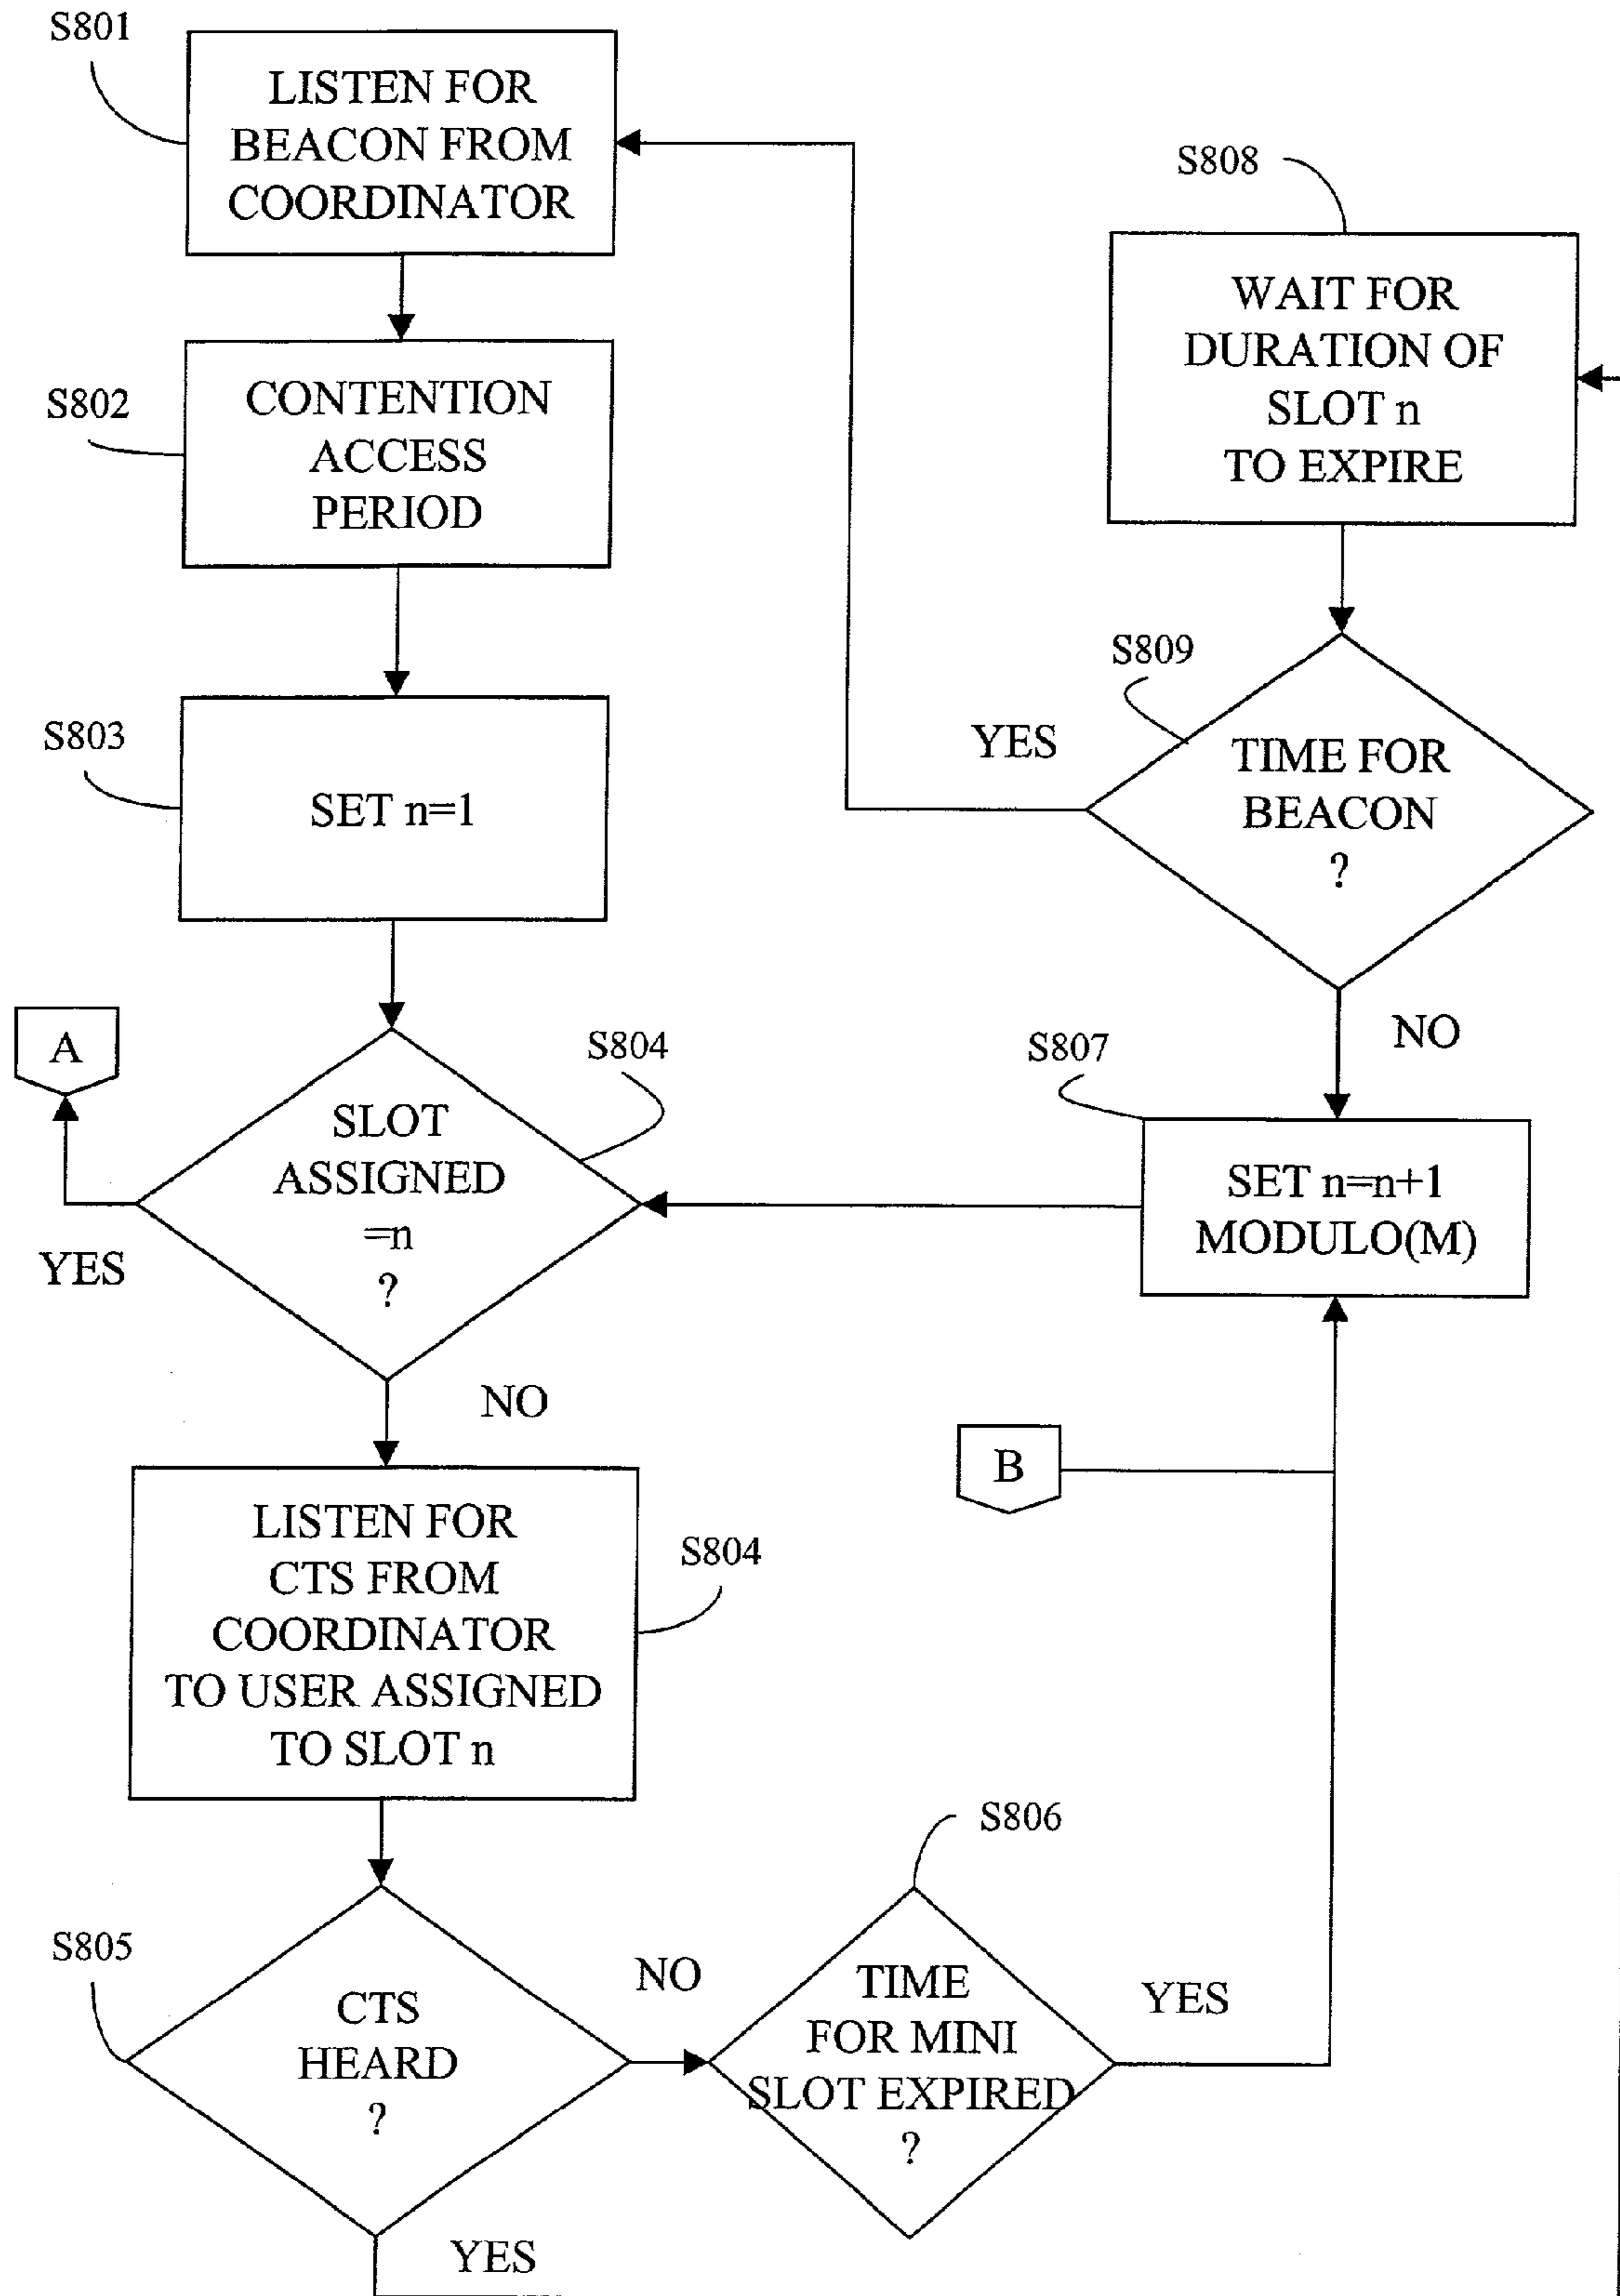 S801
LISTEN FOR
BEACON FROM
COORDINATOR
S802
CONTENTION
ACCESS
PERIOD
S803
SET n=1
A
S804
SLOT
ASSIGNED
=n
?
YES
NO
LISTEN FOR
CTS FROM
COORDINATOR
TO USER ASSIGNED
TO SLOT n
S804
S805
CTS
HEARD
?
NO
YES
S806
TIME
FOR MINI
SLOT EXPIRED
?
YES
B
S807
SET n=n+1
MODULO(M)
S808
WAIT FOR
DURATION OF
SLOT n
TO EXPIRE
S809
TIME FOR
BEACON
?
YES
NO